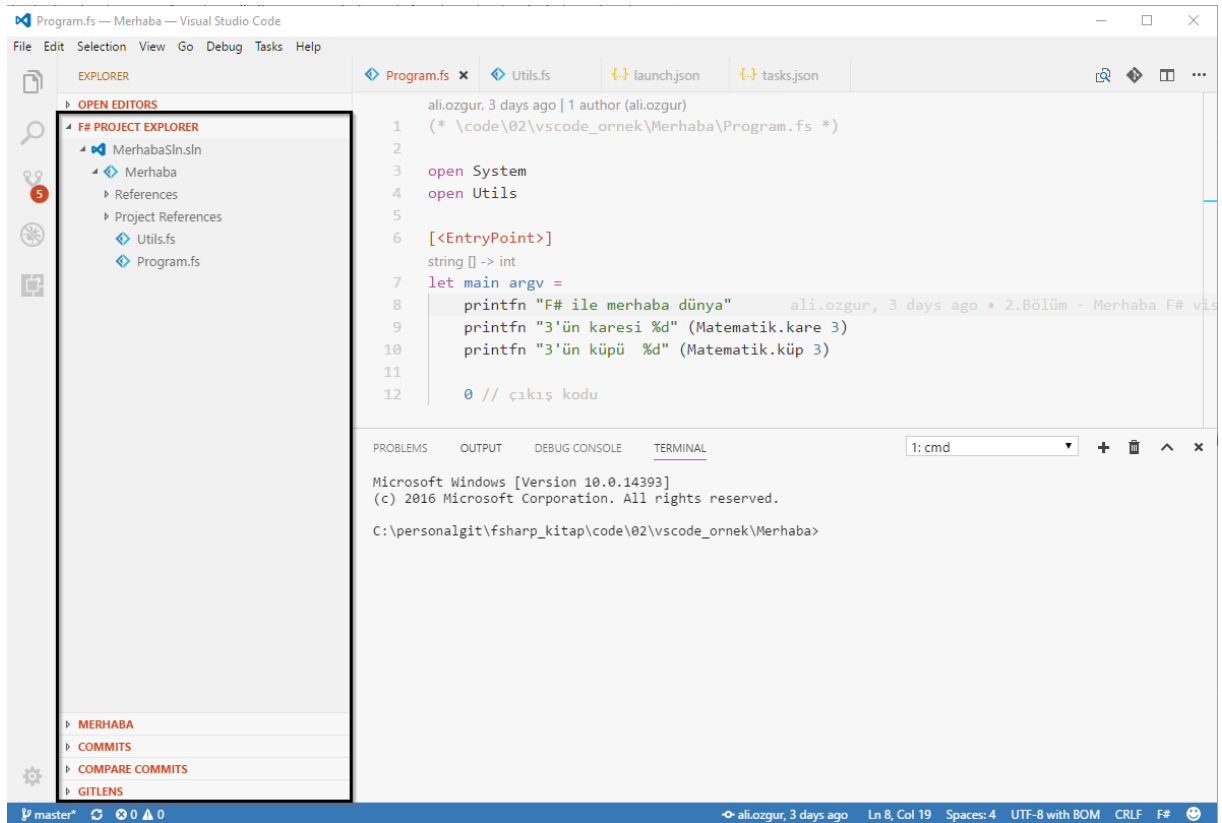 Program.fs — Merhaba — Visual Studio Code
File Edit Selection View Go Debug Tasks Help
EXPLORER
OPEN EDITORS
F# PROJECT EXPLORER
MerhabaSln.sln
Merhaba
References
Project References
Utils.fs
Program.fs
MERHABA
COMMITS
COMPARE COMMITS
GITLENS
5
Program.fs Utils.fs {..} launch.json {..} tasks.json
ali.ozgur, 3 days ago | 1 author (ali.ozgur)
1 (* \code\02\vscode_ornek\Merhaba\Program.fs *)
2
3 open System
4 open Utils
5
6 [<EntryPoint>]
string [] -> int
7 let main argv =
8 printfn "F# ile merhaba dünya" ali.ozgur, 3 days ago • 2.Bölüm - Merhaba F# vis
9 printfn "3'ün karesi %d" (Matematik.kare 3)
10 printfn "3'ün küpü  %d" (Matematik.küp 3)
11
12 0 // çıkış kodu
PROBLEMS OUTPUT DEBUG CONSOLE TERMINAL 1: cmd
Microsoft Windows [Version 10.0.14393]
(c) 2016 Microsoft Corporation. All rights reserved.
C:\personalgit\fsharp_kitap\code\02\vscode_ornek\Merhaba>
master* 0 0 ali.ozgur, 3 days ago Ln 8, Col 19 Spaces: 4 UTF-8 with BOM CRLF F#